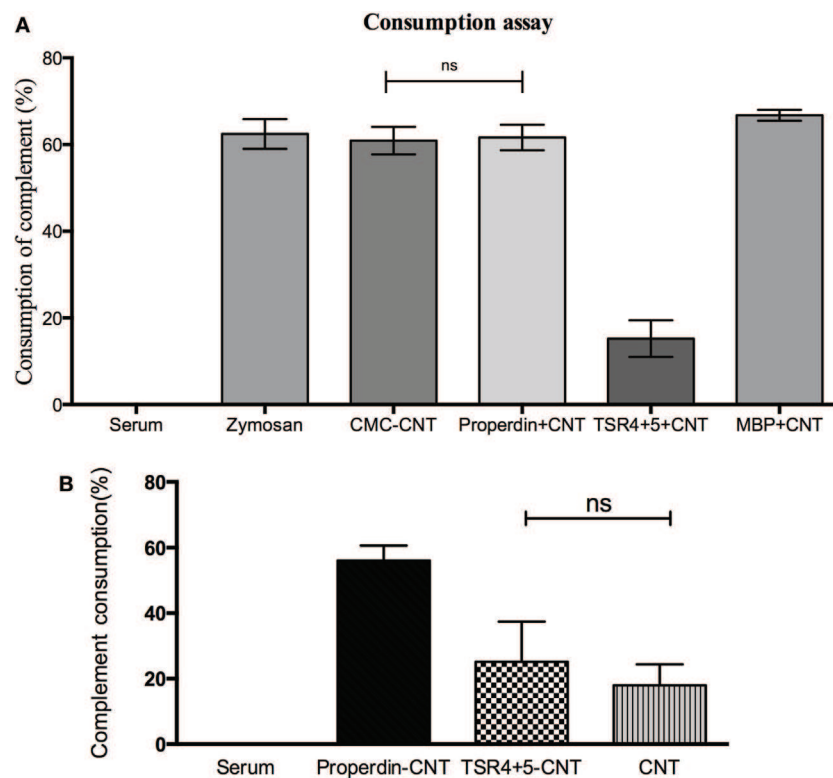 A
Consumption assay
Consumption of complement (%)
80
60
40
20
0
ns
Serum Zymosan CMC-CNT Properdin+CNT TSR4+5+CNT MBP+CNT
B
Complement consumption(%)
80
60
40
20
0
ns
Serum Properdin-CNT TSR4+5-CNT CNT